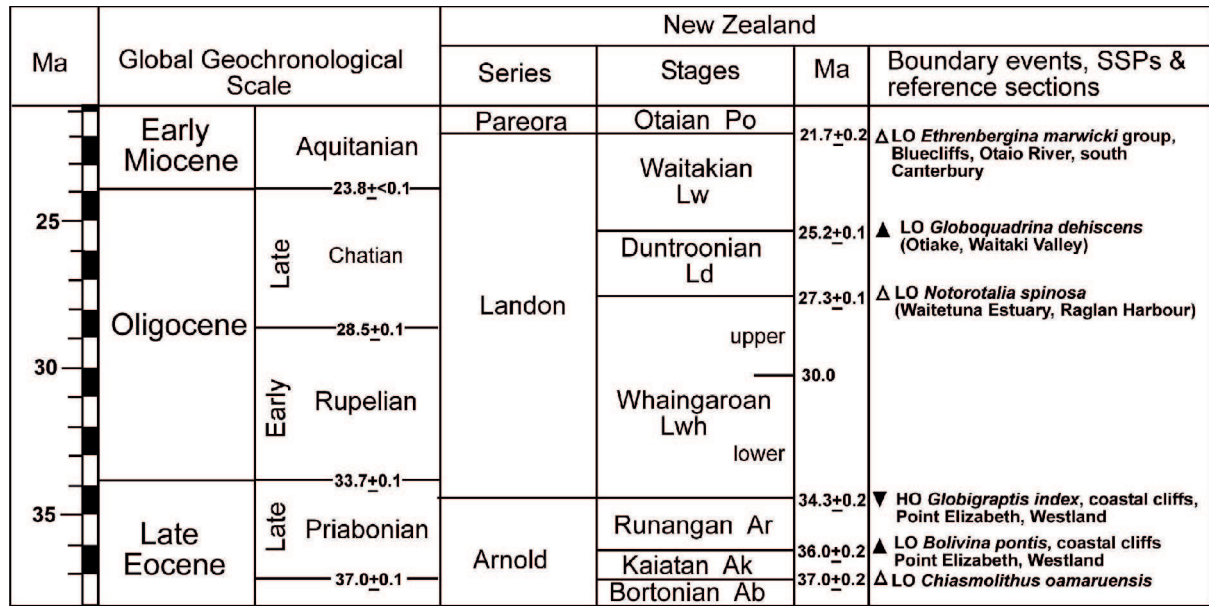 Ma
Global Geochronological
Scale
New Zealand
Series
Stages
Ma
Boundary events, SSPs &
reference sections
Early
Miocene
Aquitanian
23.8±<0.1
Pareora
Otaian Po
21.7±0.2
△ LO Ethrenbergina marwicki group,
Bluecliffs, Otaio River, south
Canterbury
Waitakian
Lw
25
Oligocene
Late
Chatian
28.5±0.1
Landon
25.2±0.1
▲ LO Globoquadrina dehiscens
(Otiake, Waitaki Valley)
Duntroonian
Ld
27.3±0.1
△ LO Notorotalia spinosa
(Waitetuna Estuary, Raglan Harbour)
upper
30
30.0
Early
Rupelian
33.7±0.1
Whaingaroan
Lwh
lower
34.3±0.2
▼ HO Globigraptis index, coastal cliffs,
Point Elizabeth, Westland
35
Late
Eocene
Late
Priabonian
37.0±0.1
Arnold
Runangan Ar
36.0±0.2
▲ LO Bolivina pontis, coastal cliffs
Point Elizabeth, Westland
Kaiatan Ak
37.0±0.2
△ LO Chiasmolithus oamaruensis
Bortonian Ab